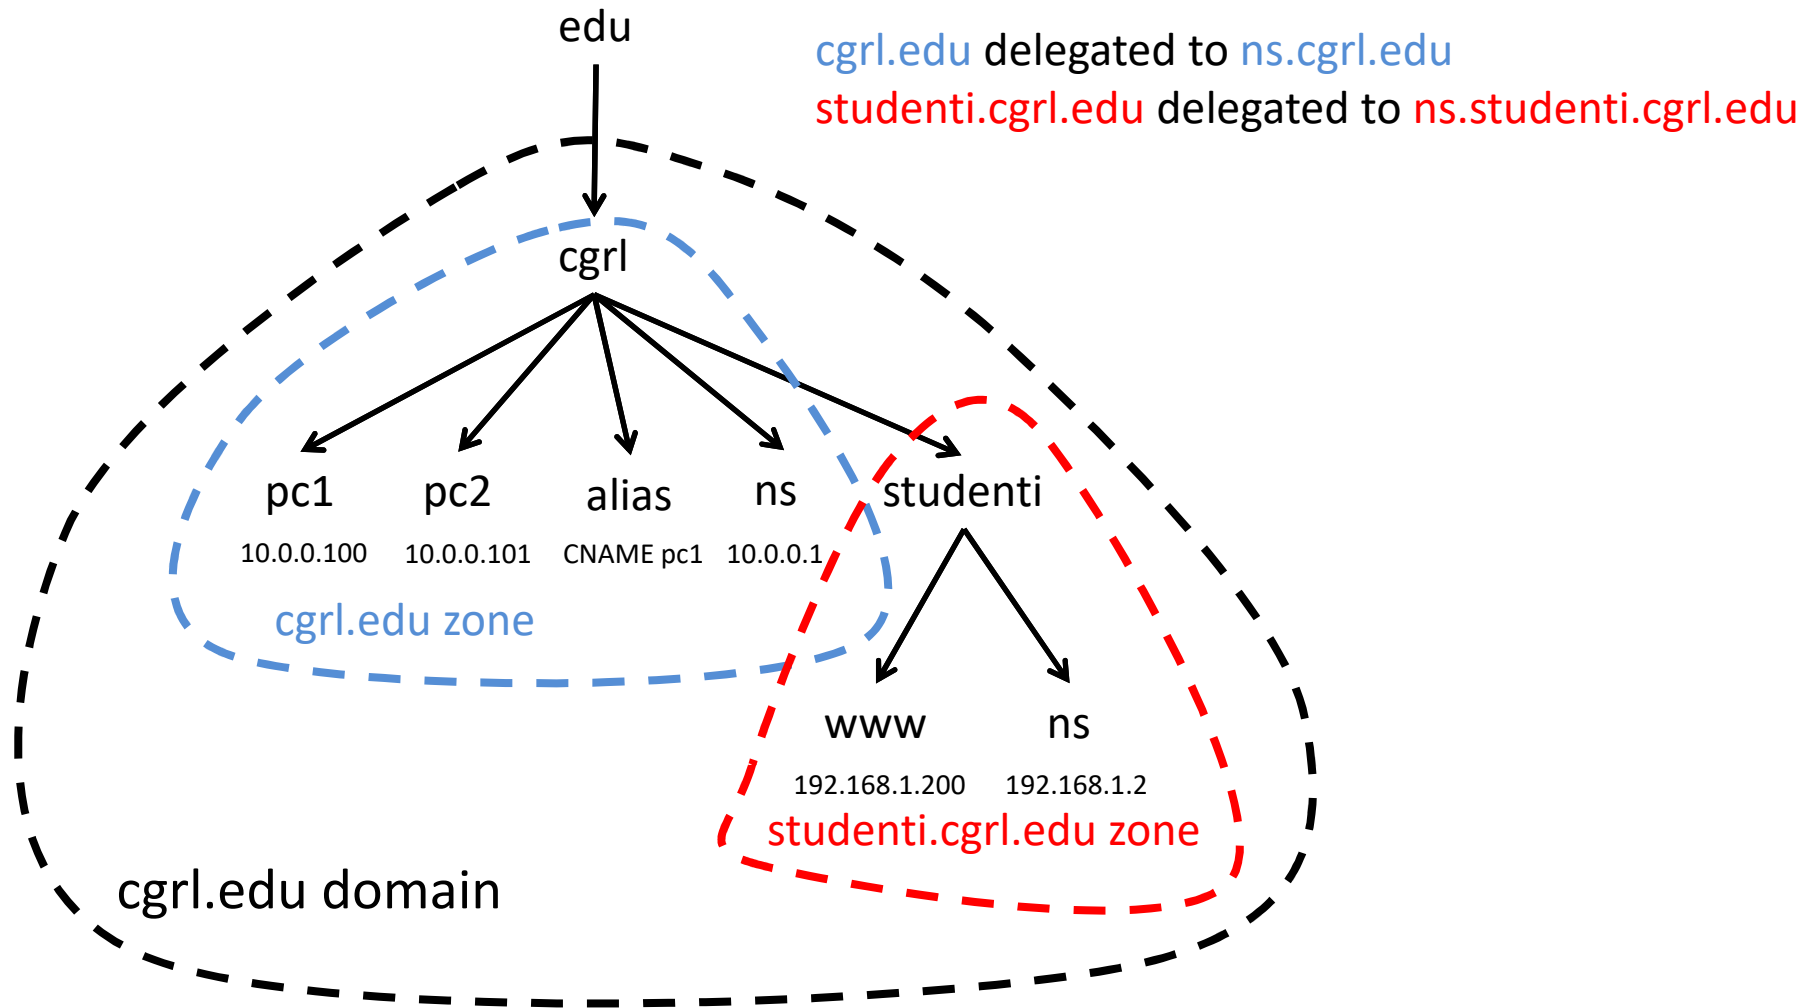 edu
cgrl.edu delegated to ns.cgrl.edu
studenti.cgrl.edu delegated to ns.studenti.cgrl.edu
cgrl
pc1 pc2 alias ns studenti
10.0.0.100 10.0.0.101 CNAME pc1 10.0.0.1
cgrl.edu zone
www ns
192.168.1.200 192.168.1.2
studenti.cgrl.edu zone
cgrl.edu domain